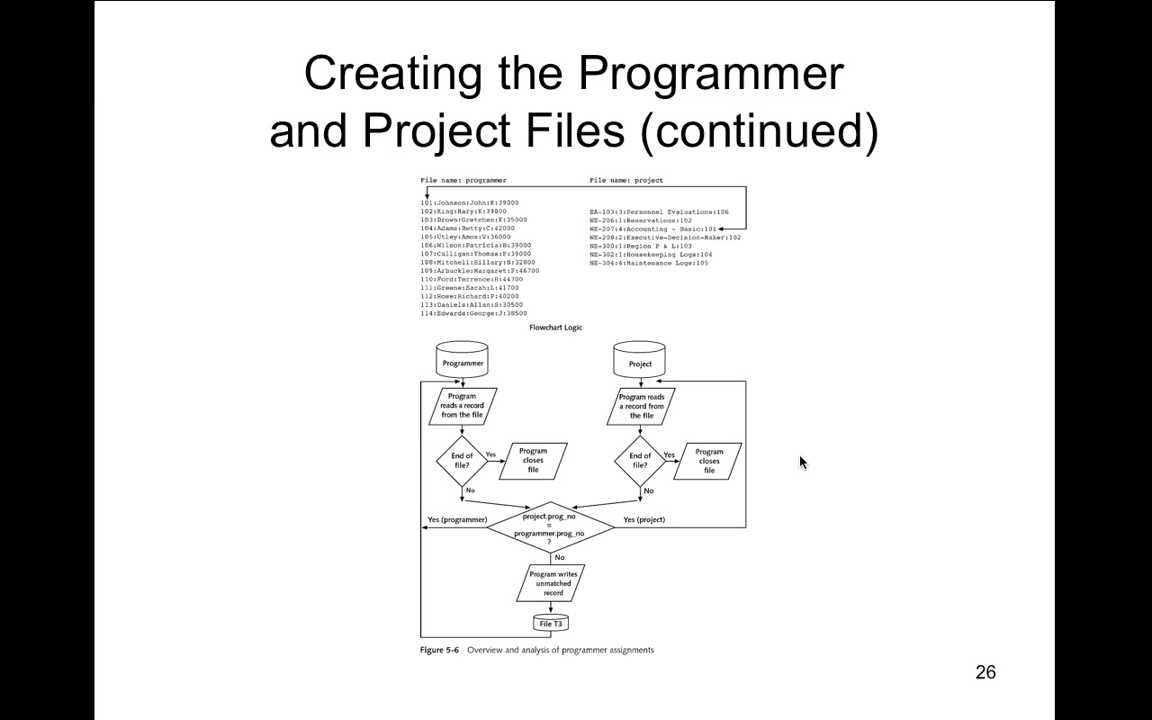 Creating the Programmer
and Project Files (continued)
File name: programmer
File name: project
101:Johnson:John:K:39000
102:King:Mary:K:39800
103:Brown:Gretchen:K:35000
104:Adams:Betty:C:42000
105:Utley:Amos:V:36000
106:Wilson:Patricia:B:39000
107:Culligan:Thomas:F:39000
108:Mitchell:Hillary:N:32800
109:Arbuckle:Margaret:F:46700
110:Ford:Terrence:H:44700
111:Greene:Sarah:L:41700
112:Rose:Richard:P:40200
113:Daniels:Allan:S:30500
114:Edwards:George:J:38500
EA-103:3:Personnel Evaluations:106
WE-206:1:Reservations:102
WE-207:4:Accounting - Basic:101
WE-208:2:Executive-Decision-Maker:102
NE-300:1:Region P & L:103
NE-302:1:Housekeeping Logs:104
NE-304:4:Maintenance Logs:105
Flowchart Logic
Programmer
Project
Program
reads a record
from the file
Program reads
a record from
the file
End of
file?
Yes
Program
closes
file
No
End of
file?
Yes
Program
closes
file
No
Yes (programmer)
project.prog_no
=
programmer.prog_no
?
Yes (project)
No
Program writes
unmatched
record
File T3
Figure 5-6 Overview and analysis of programmer assignments
26